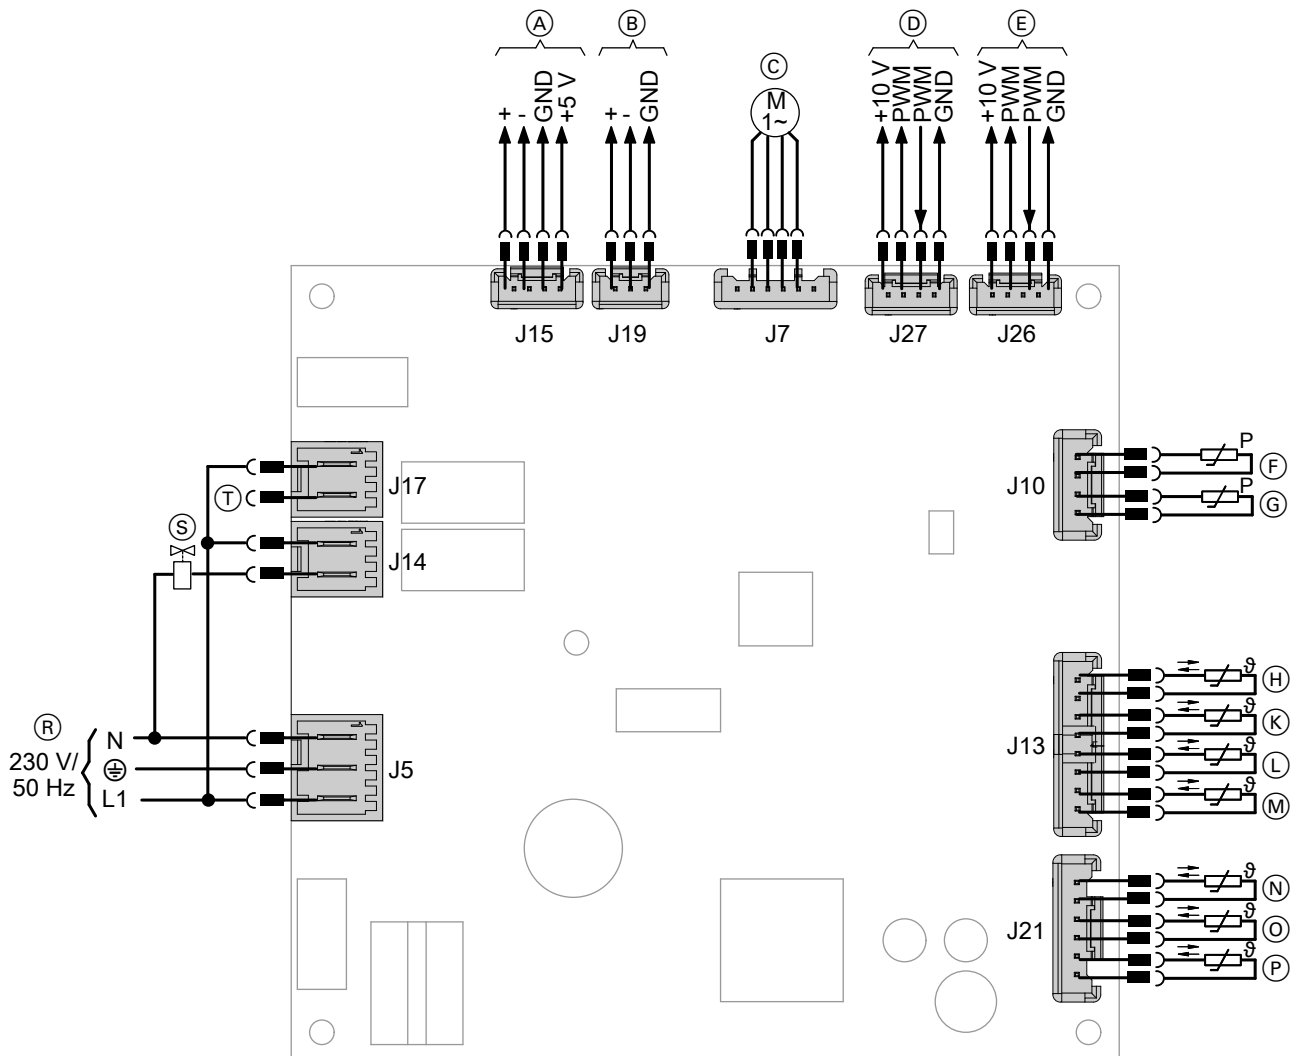 A B C D E
+ - GND +5 V
+ - GND
M
1~
+10 V PWM PWM GND
+10 V PWM PWM GND
J15 J19 J7 J27 J26
J17
T
S
J14
R
230 V/
50 Hz
N
L1
J5
J10
P F
P G
J13
ϑ H
ϑ K
ϑ L
ϑ M
J21
ϑ N
ϑ O
ϑ P